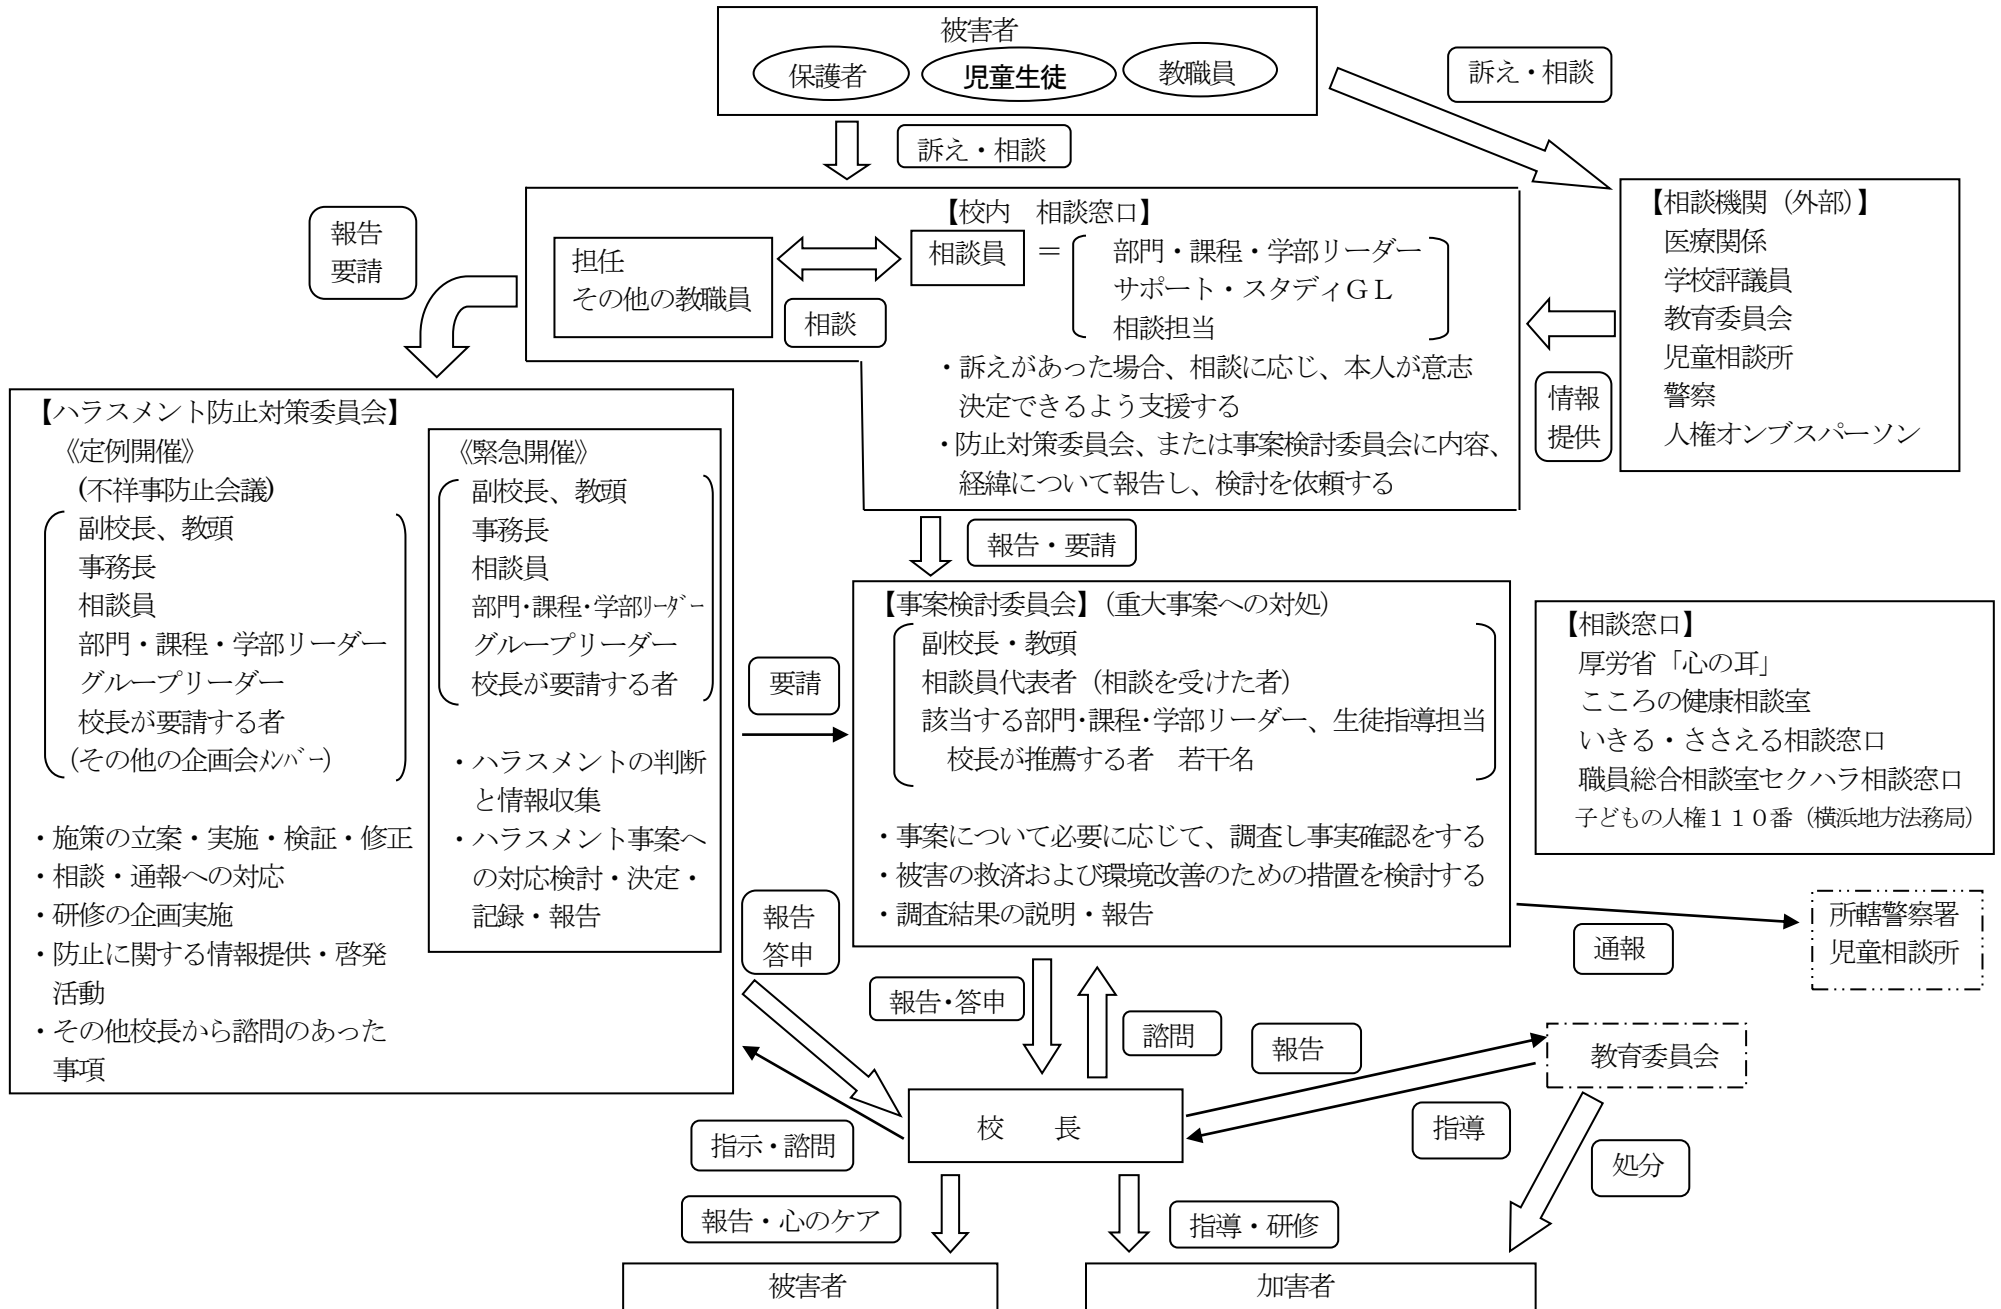 被害者
保護者
児童生徒
教職員
訴え・相談
訴え・相談
【校内　相談窓口】
担任
その他の教職員
相談
相談員
＝
部門・課程・学部リーダー
サポート・スタディＧＬ
相談担当
・訴えがあった場合、相談に応じ、本人が意志
決定できるよう支援する
・防止対策委員会、または事案検討委員会に内容、
経緯について報告し、検討を依頼する
【相談機関（外部）】
医療関係
学校評議員
教育委員会
児童相談所
警察
人権オンブスパーソン
情報
提供
報告
要請
【ハラスメント防止対策委員会】
《定例開催》
(不祥事防止会議)
副校長、教頭
事務長
相談員
部門・課程・学部リーダー
グループリーダー
校長が要請する者
(その他の企画会ﾒﾝﾊﾞｰ)
・施策の立案・実施・検証・修正
・相談・通報への対応
・研修の企画実施
・防止に関する情報提供・啓発
活動
・その他校長から諮問のあった
事項
《緊急開催》
副校長、教頭
事務長
相談員
部門・課程・学部ﾘｰﾀﾞｰ
グループリーダー
校長が要請する者
・ハラスメントの判断
と情報収集
・ハラスメント事案へ
の対応検討・決定・
記録・報告
報告・要請
要請
【事案検討委員会】（重大事案への対処）
副校長・教頭
相談員代表者（相談を受けた者）
該当する部門・課程・学部リーダー、生徒指導担当
校長が推薦する者　若干名
・事案について必要に応じて、調査し事実確認をする
・被害の救済および環境改善のための措置を検討する
・調査結果の説明・報告
【相談窓口】
厚労省「心の耳」
こころの健康相談室
いきる・ささえる相談窓口
職員総合相談室セクハラ相談窓口
子どもの人権１１０番（横浜地方法務局）
通報
所轄警察署
児童相談所
報告
答申
報告・答申
諮問
報告
教育委員会
指導
処分
校　　長
指示・諮問
報告・心のケア
指導・研修
被害者
加害者